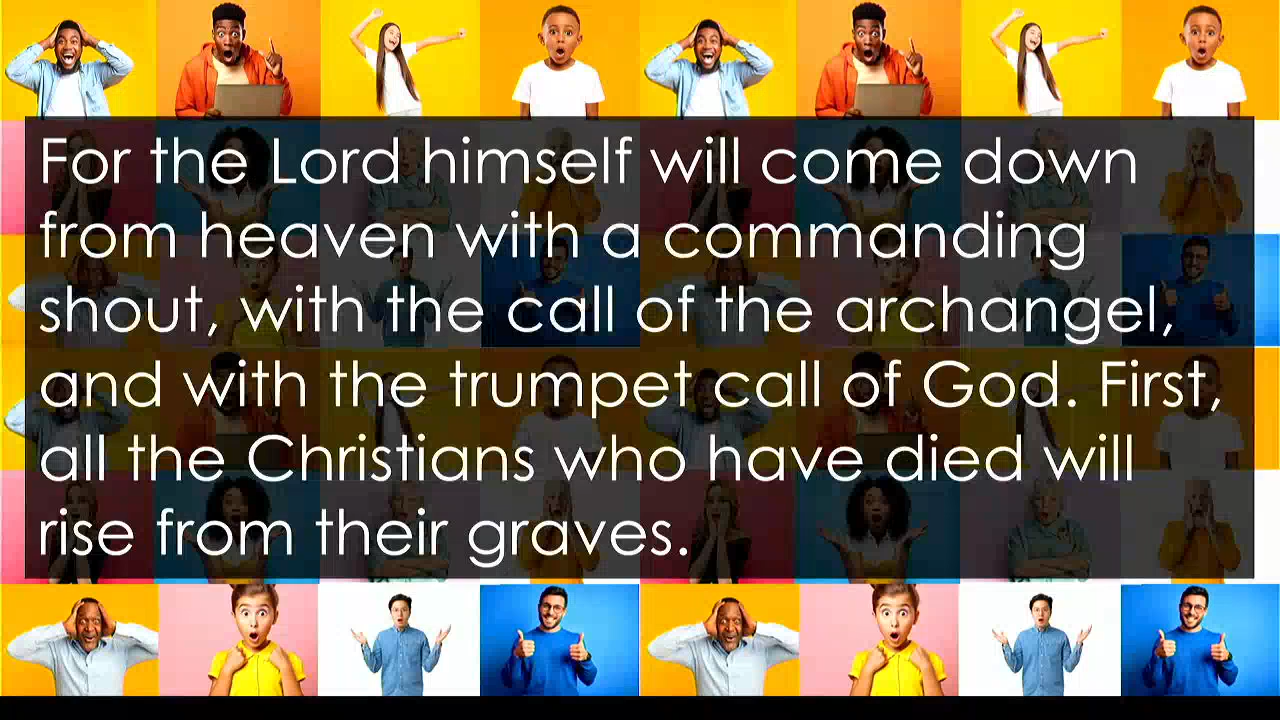 For the Lord himself will come down
from heaven with a commanding
shout, with the call of the archangel,
and with the trumpet call of God. First,
all the Christians who have died will
rise from their graves.